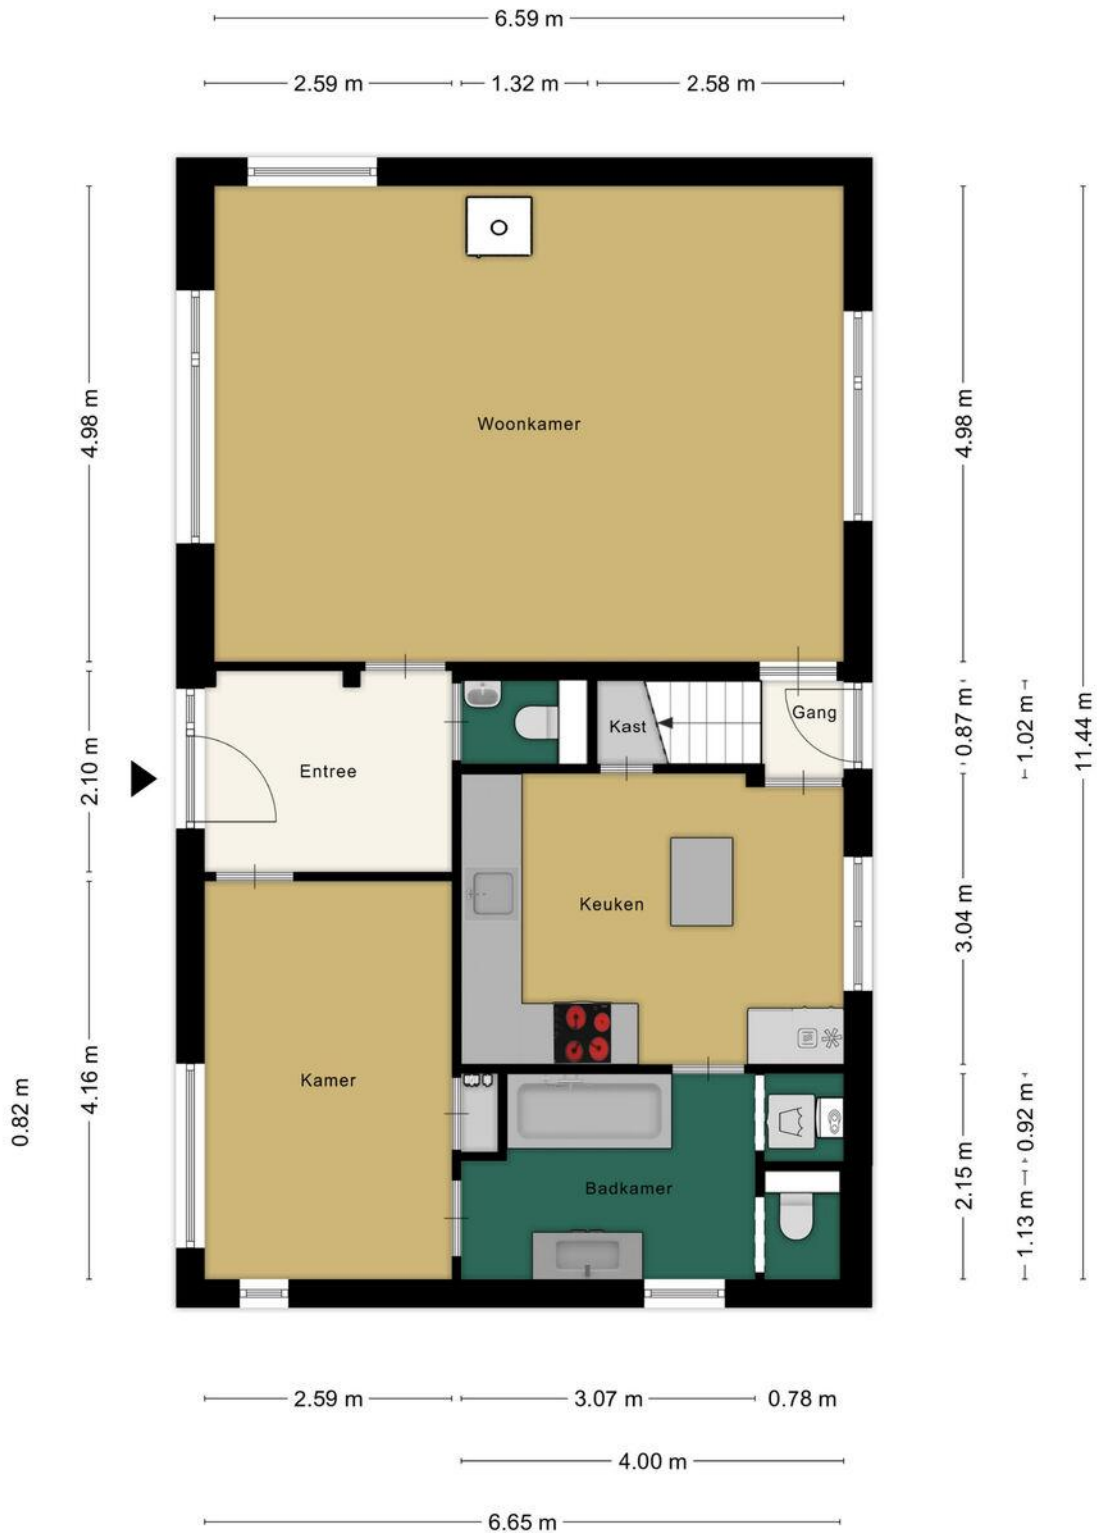 6.59 m
2.59 m
1.32 m
2.58 m
4.98 m
Woonkamer
4.98 m
11.44 m
2.10 m
Entree
Kast
Gang
0.87 m
1.02 m
Keuken
3.04 m
0.82 m
4.16 m
Kamer
Badkamer
2.15 m
0.92 m
1.13 m
2.59 m
3.07 m
0.78 m
4.00 m
6.65 m